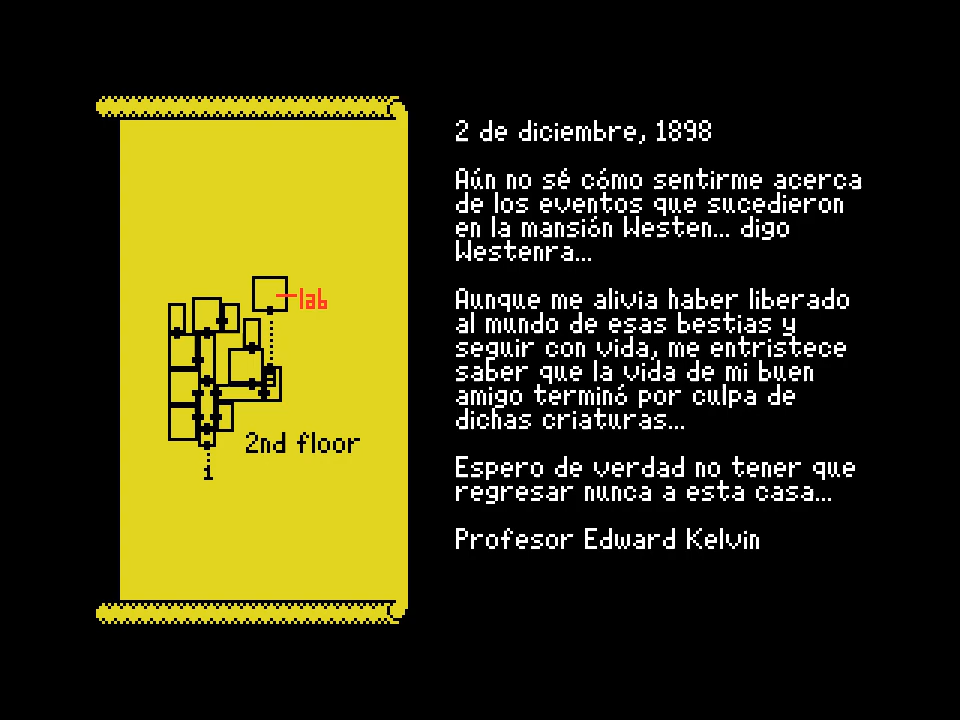 lab
2nd floor
1
2 de diciembre, 1898
Aún no sé cómo sentirme acerca
de los eventos que sucedieron
en la mansión Westen... digo
Westenra...
Aunque me alivia haber liberado
al mundo de esas bestias y
seguir con vida, me entristece
saber que la vida de mi buen
amigo terminó por culpa de
dichas criaturas...
Espero de verdad no tener que
regresar nunca a esta casa...
Profesor Edward Kelvin